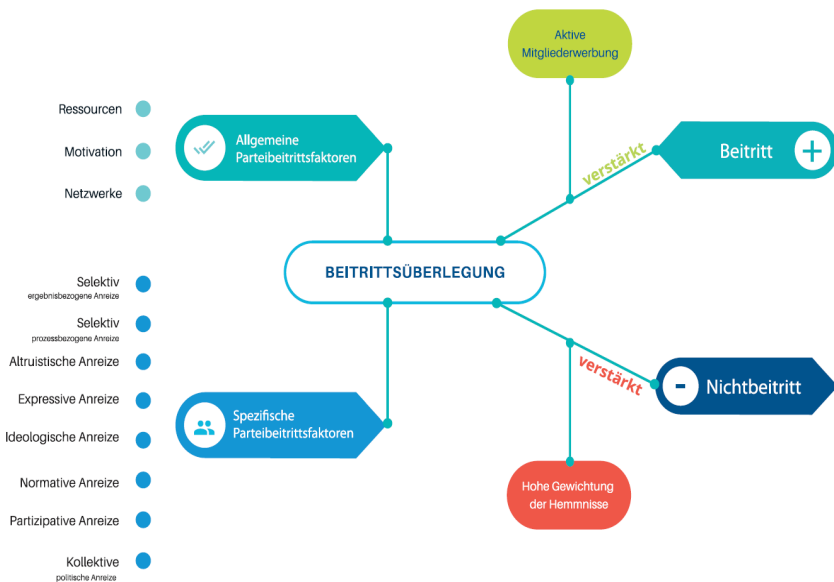 Aktive
Mitgliederwerbung
Ressourcen
Motivation
Netzwerke
Allgemeine
Parteibeitrittsfaktoren
verstärkt
Beitritt
+
BEITRITTSÜBERLEGUNG
Selektiv
ergebnisbezogene Anreize
Selektiv
prozessbezogene Anreize
Altruistische Anreize
Expressive Anreize
Ideologische Anreize
Normative Anreize
Partizipative Anreize
Kollektive
politische Anreize
Spezifische
Parteibeitrittsfaktoren
verstärkt
-
Nichtbeitritt
Hohe Gewichtung
der Hemmnisse